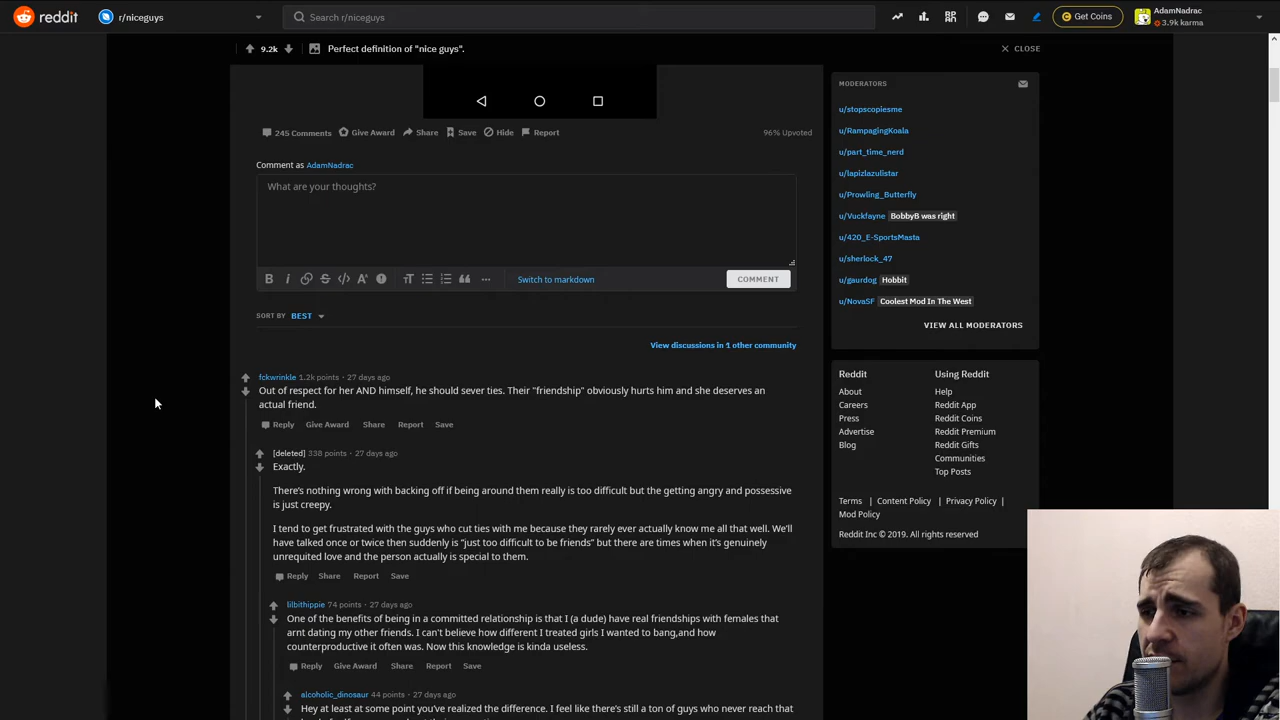 reddit r/niceguys Search r/niceguys Get Coins AdamNadrac
3.9k karma
9.2k Perfect definition of "nice guys". CLOSE
245 Comments Give Award Share Save Hide Report 96% Upvoted
Comment as AdamNadrac
What are your thoughts?
Switch to markdown COMMENT
SORT BY BEST
View discussions in 1 other community
fckwrinkle 1.2k points · 27 days ago
Out of respect for her AND himself, he should sever ties. Their "friendship" obviously hurts him and she deserves an
actual friend.
Reply Give Award Share Report Save
[deleted] 338 points · 27 days ago
Exactly.
There's nothing wrong with backing off if being around them really is too difficult but the getting angry and possessive
is just creepy.
I tend to get frustrated with the guys who cut ties with me because they rarely ever actually know me all that well. We'll
have talked once or twice then suddenly is "just too difficult to be friends" but there are times when it's genuinely
unrequited love and the person actually is special to them.
Reply Share Report Save
lilbithippie 74 points · 27 days ago
One of the benefits of being in a committed relationship is that I (a dude) have real friendships with females that
arnt dating my other friends. I can't believe how different I treated girls I wanted to bang,and how
counterproductive it often was. Now this knowledge is kinda useless.
Reply Give Award Share Report Save
alcoholic_dinosaur 44 points · 27 days ago
Hey at least at some point you've realized the difference. I feel like there's still a ton of guys who never reach that
MODERATORS
u/stopscopiesme
u/RampagingKoala
u/part_time_nerd
u/lapizlazulistar
u/Prowling_Butterfly
u/Vuckfayne BobbyB was right
u/420_E-SportsMasta
u/sherlock_47
u/gaurdog Hobbit
u/NovaSF Coolest Mod In The West
VIEW ALL MODERATORS
Reddit Using Reddit
About Help
Careers Reddit App
Press Reddit Coins
Advertise Reddit Premium
Blog Reddit Gifts
Communities
Top Posts
Terms | Content Policy | Privacy Policy |
Mod Policy
Reddit Inc © 2019. All rights reserved